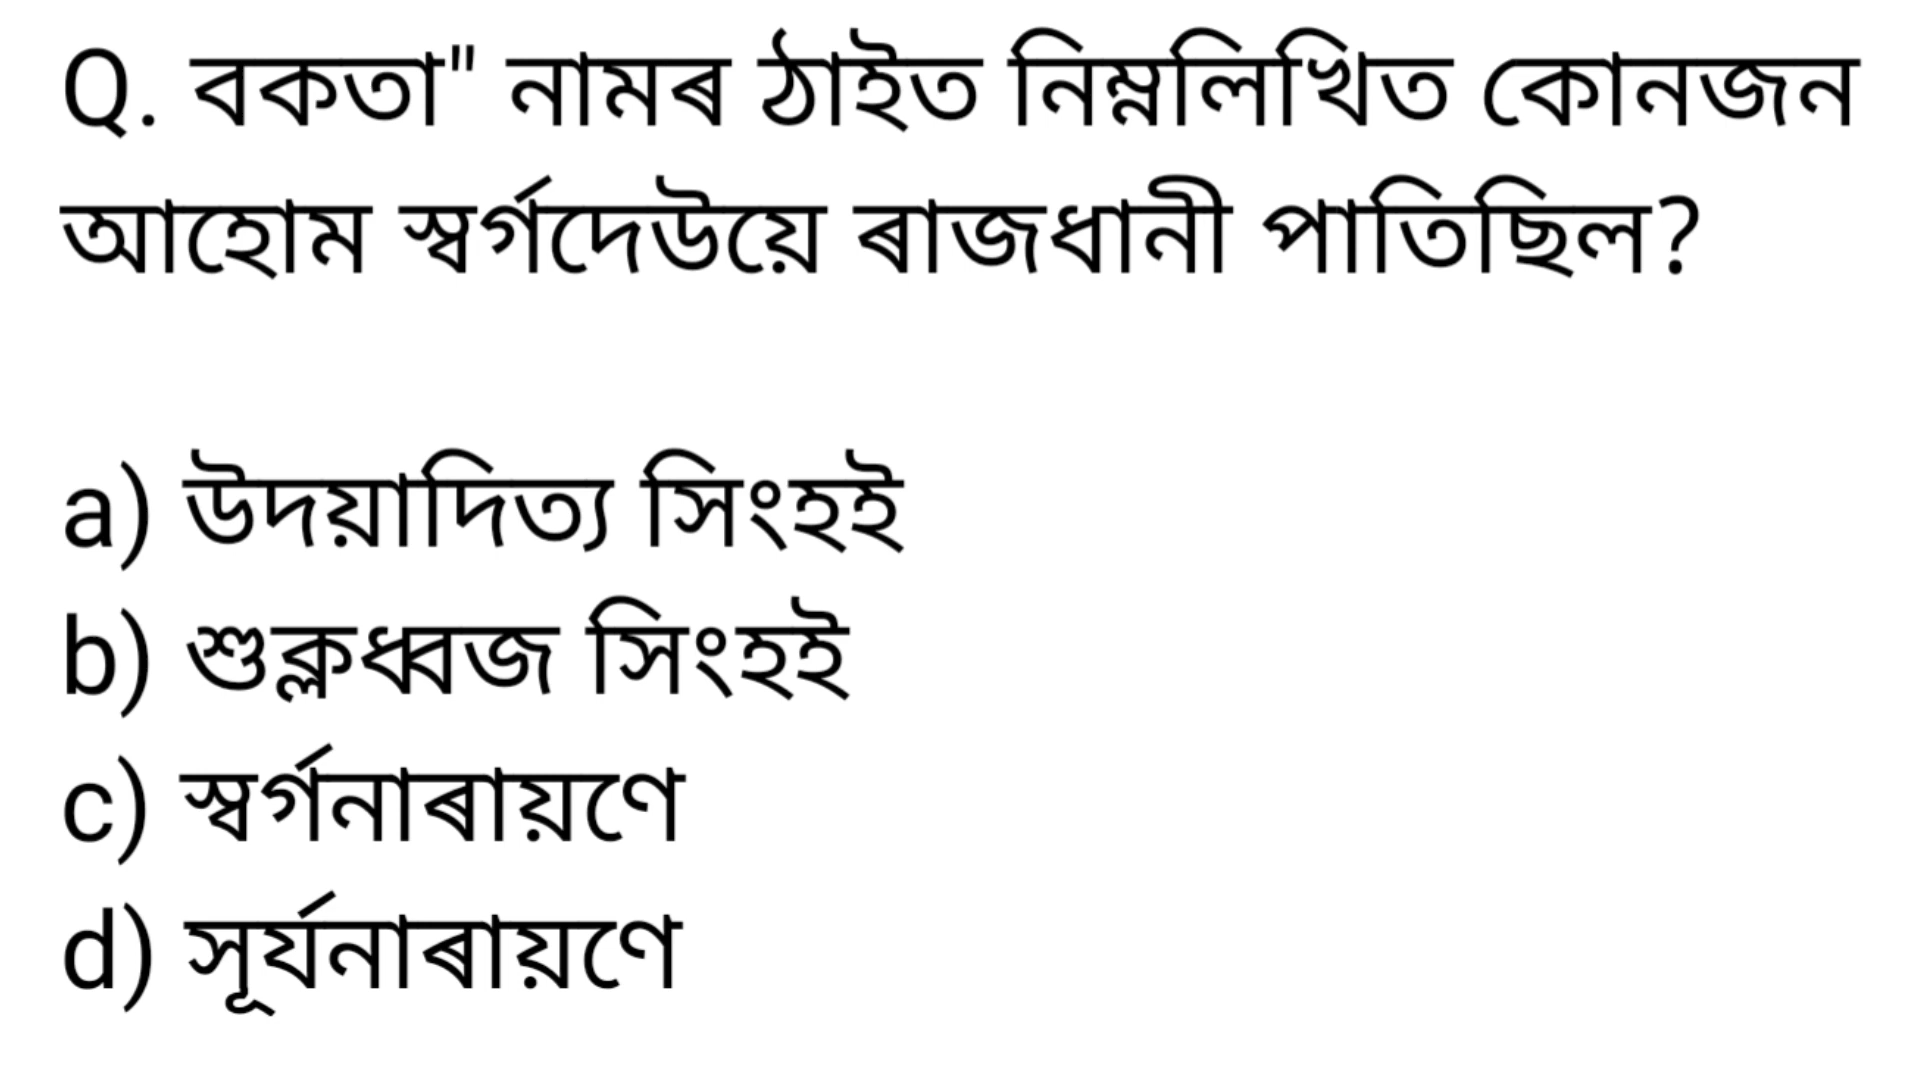 Q. বকতা" নামৰ ঠাইত নিম্নলিখিত কোনজন
আহোম স্বৰ্গদেউয়ে ৰাজধানী পাতিছিল?
a) উদয়াদিত্য সিংহই
b) শুক্লধ্বজ সিংহই
c) স্বৰ্গনাৰায়ণে
d) সূৰ্যনাৰায়ণে